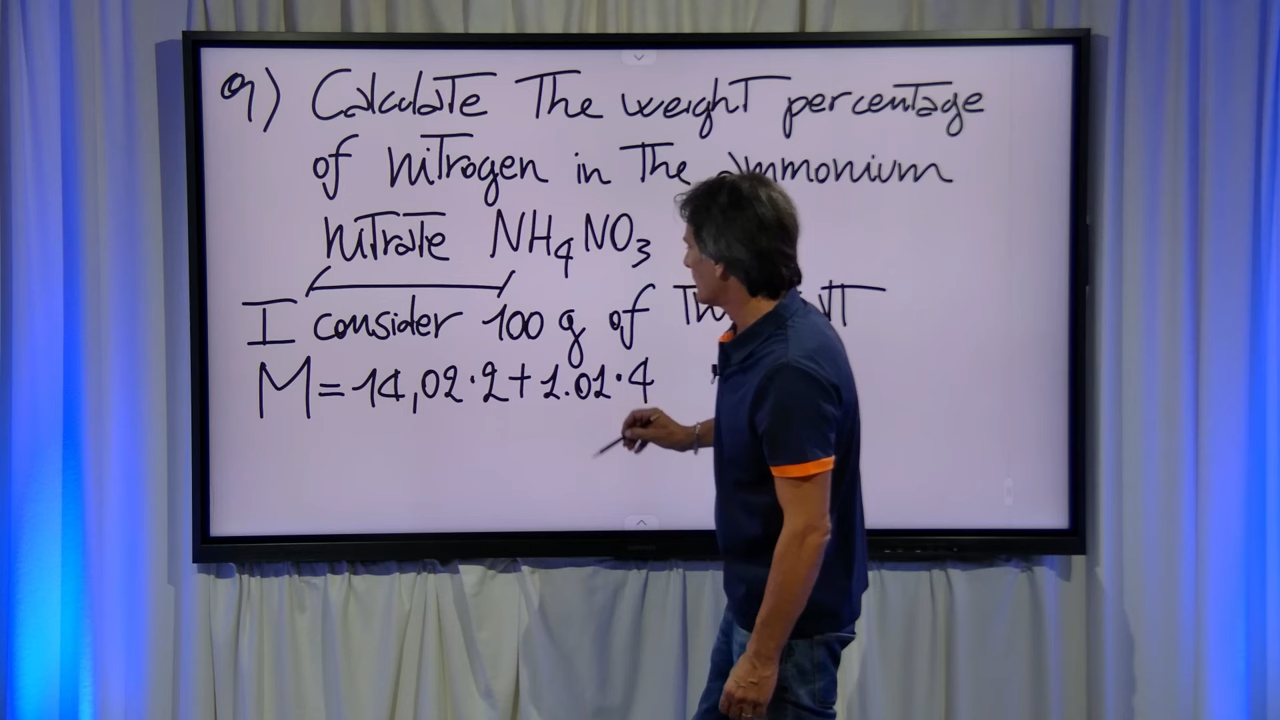 9) Calculate The weight percentage
of nitrogen in The ammonium
nitrate NH₄NO₃
I consider 100 g of
M=14,02·2+1.01·4